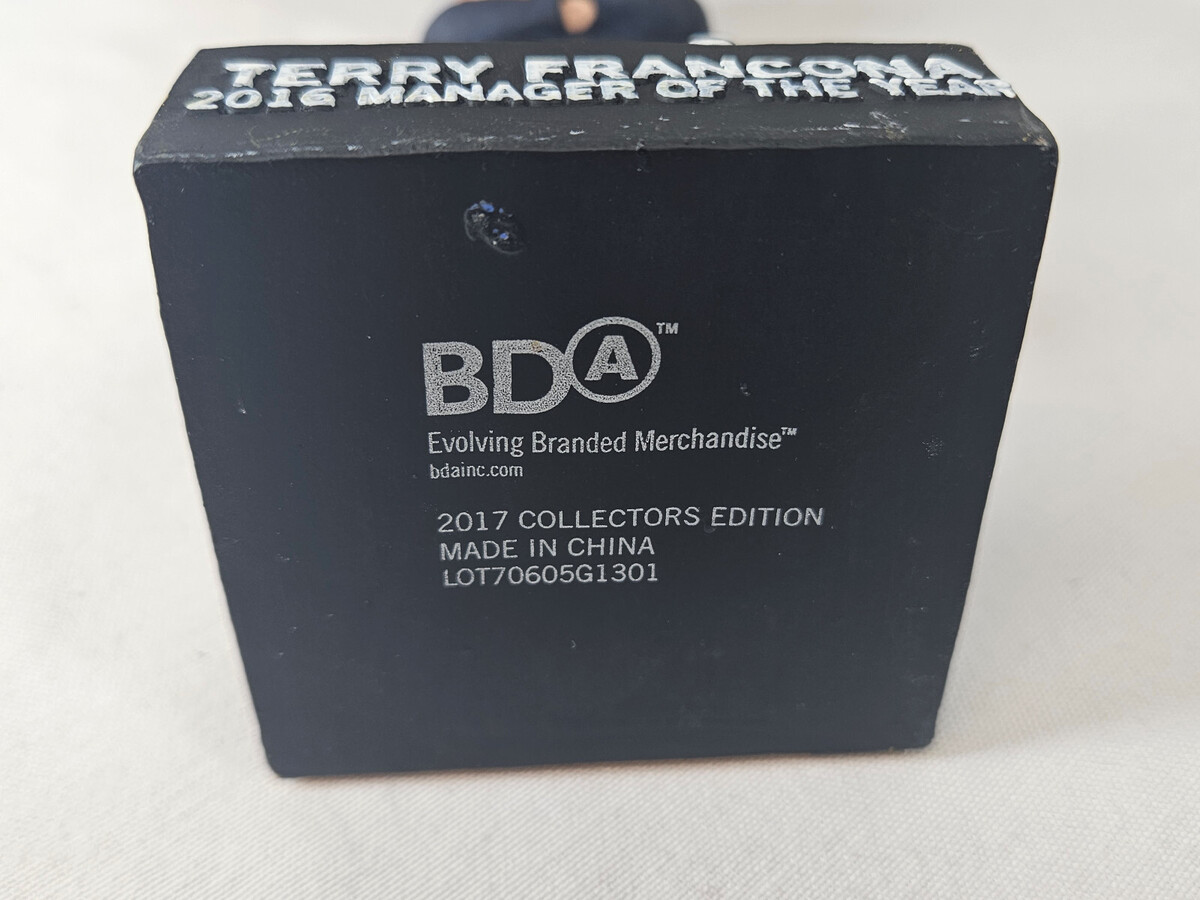 TERRY FRANCONA
2016 MANAGER OF THE YEAR
BDA™
Evolving Branded Merchandise™
bdainc.com
2017 COLLECTORS EDITION
MADE IN CHINA
LOT70605G1301